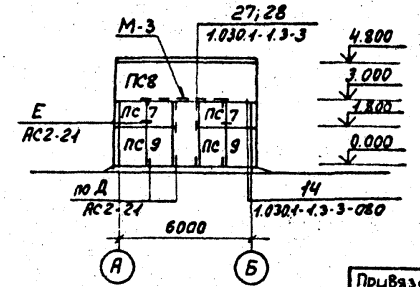 27; 28
М-3
1.030.1-1.3-3
4.800
3.000
1.800
0.000
ПС8
Е
АС2-21
ПС 7
ПС 7
ПС 9
ПС 9
по Д
АС2-21
14
1.030.1-1.3-3-080
6000
А
Б
Привяз